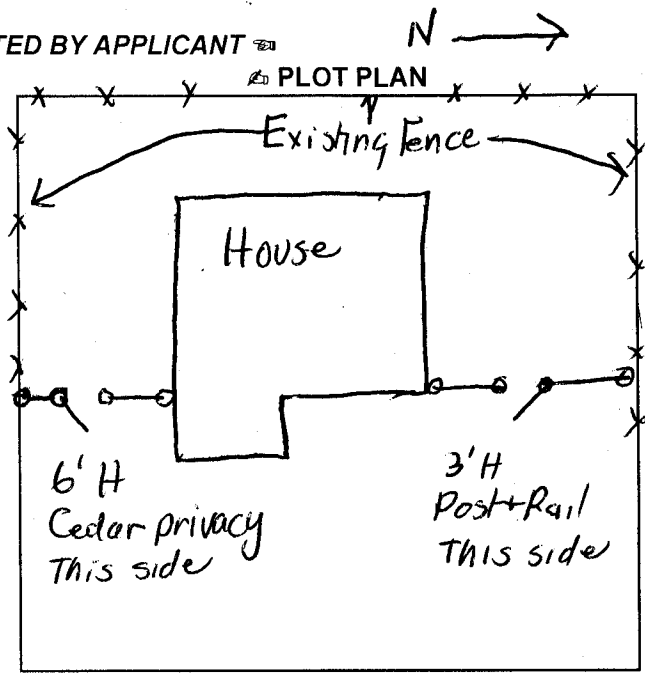 TED BY APPLICANT
N
PLOT PLAN
Existing Fence
House
6' H
Cedar privacy
This side
3' H
Post+Rail
This side